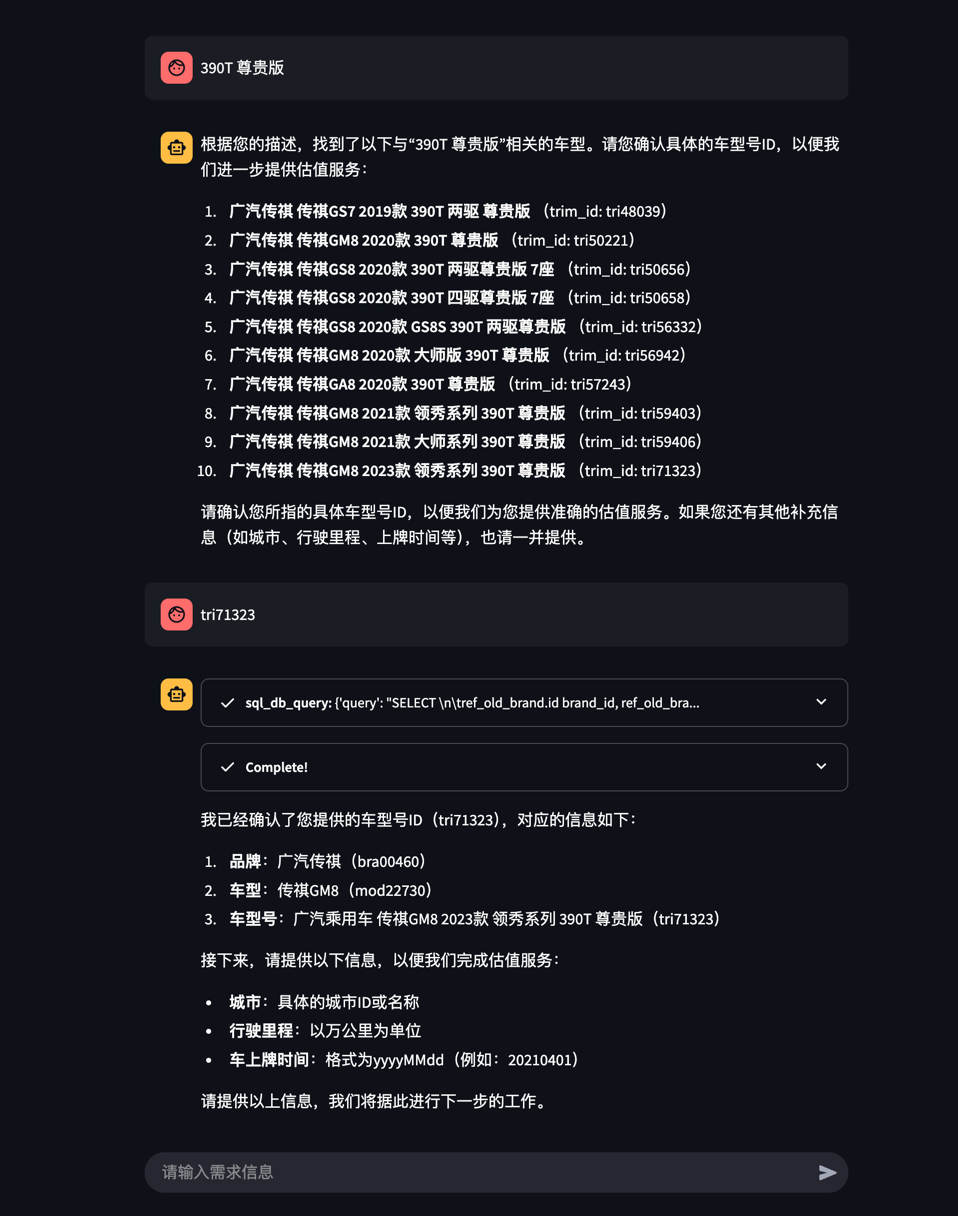 390T 尊贵版
根据您的描述，找到了以下与“390T 尊贵版”相关的车型。请您确认具体的车型号ID，以便我
们进一步提供估值服务：
1. 广汽传祺 传祺GS7 2019款 390T 两驱 尊贵版 （trim_id: tri48039）
2. 广汽传祺 传祺GM8 2020款 390T 尊贵版 （trim_id: tri50221）
3. 广汽传祺 传祺GS8 2020款 390T 两驱尊贵版 7座 （trim_id: tri50656）
4. 广汽传祺 传祺GS8 2020款 390T 四驱尊贵版 7座 （trim_id: tri50658）
5. 广汽传祺 传祺GS8 2020款 GS8S 390T 两驱尊贵版 （trim_id: tri56332）
6. 广汽传祺 传祺GM8 2020款 大师版 390T 尊贵版 （trim_id: tri56942）
7. 广汽传祺 传祺GA8 2020款 390T 尊贵版 （trim_id: tri57243）
8. 广汽传祺 传祺GM8 2021款 领秀系列 390T 尊贵版 （trim_id: tri59403）
9. 广汽传祺 传祺GM8 2021款 大师系列 390T 尊贵版 （trim_id: tri59406）
10. 广汽传祺 传祺GM8 2023款 领秀系列 390T 尊贵版 （trim_id: tri71323）
请确认您所指的具体车型号ID，以便我们为您提供准确的估值服务。如果您还有其他补充信
息（如城市、行驶里程、上牌时间等），也请一并提供。
tri71323
sql_db_query: {'query': "SELECT \n\tref_old_brand.id brand_id, ref_old_bra...
Complete!
我已经确认了您提供的车型号ID（tri71323），对应的信息如下：
1. 品牌：广汽传祺（bra00460）
2. 车型：传祺GM8（mod22730）
3. 车型号：广汽乘用车 传祺GM8 2023款 领秀系列 390T 尊贵版（tri71323）
接下来，请提供以下信息，以便我们完成估值服务：
• 城市：具体的城市ID或名称
• 行驶里程：以万公里为单位
• 车上牌时间：格式为yyyyMMdd（例如：20210401）
请提供以上信息，我们将据此进行下一步的工作。
请输入需求信息